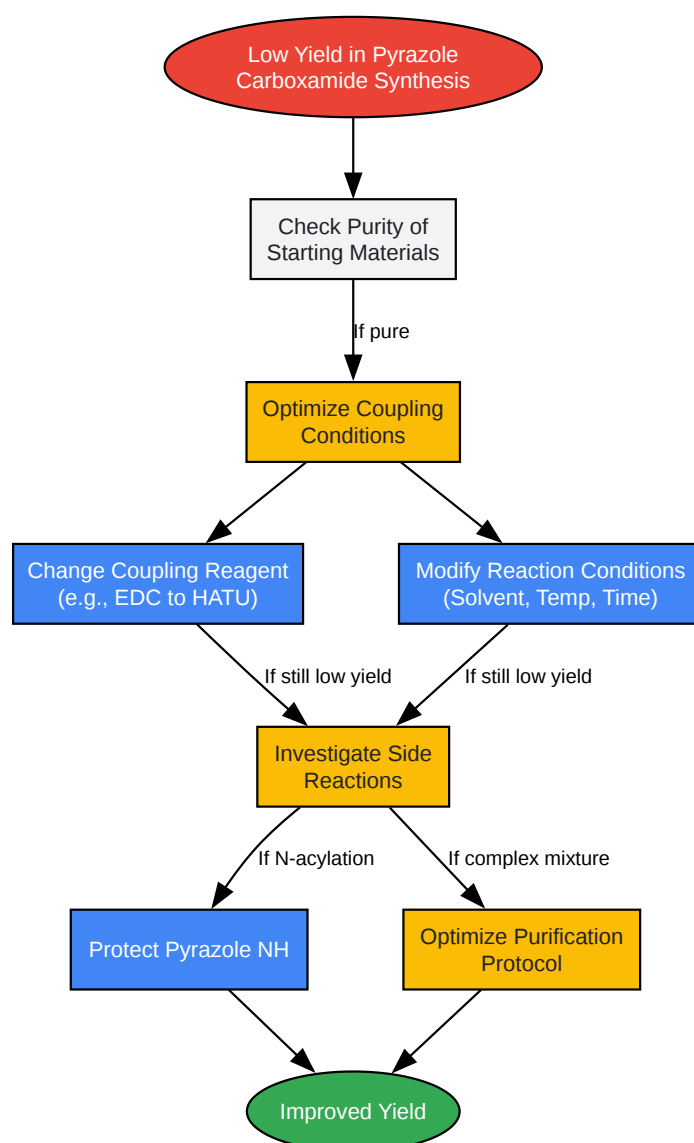 Low Yield in Pyrazole
Carboxamide Synthesis
Check Purity of
Starting Materials
If pure
Optimize Coupling
Conditions
Change Coupling Reagent
(e.g., EDC to HATU)
Modify Reaction Conditions
(Solvent, Temp, Time)
If still low yield
If still low yield
Investigate Side
Reactions
If N-acylation
If complex mixture
Protect Pyrazole NH
Optimize Purification
Protocol
Improved Yield